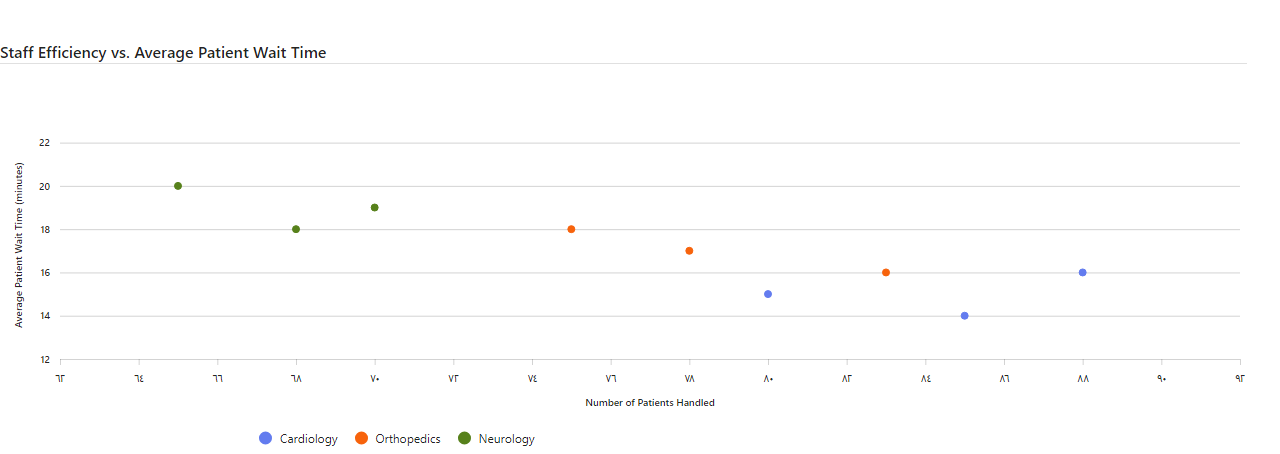 Staff Efficiency vs. Average Patient Wait Time
22
20
18
16
14
12
Average Patient Wait Time (minutes)
٦٢ ٦٤ ٦٦ ٦٨ ٧٠ ٧٢ ٧٤ ٧٦ ٧٨ ٨٠ ٨٢ ٨٤ ٨٦ ٨٨ ٩٠ ٩٢
Number of Patients Handled
Cardiology Orthopedics Neurology